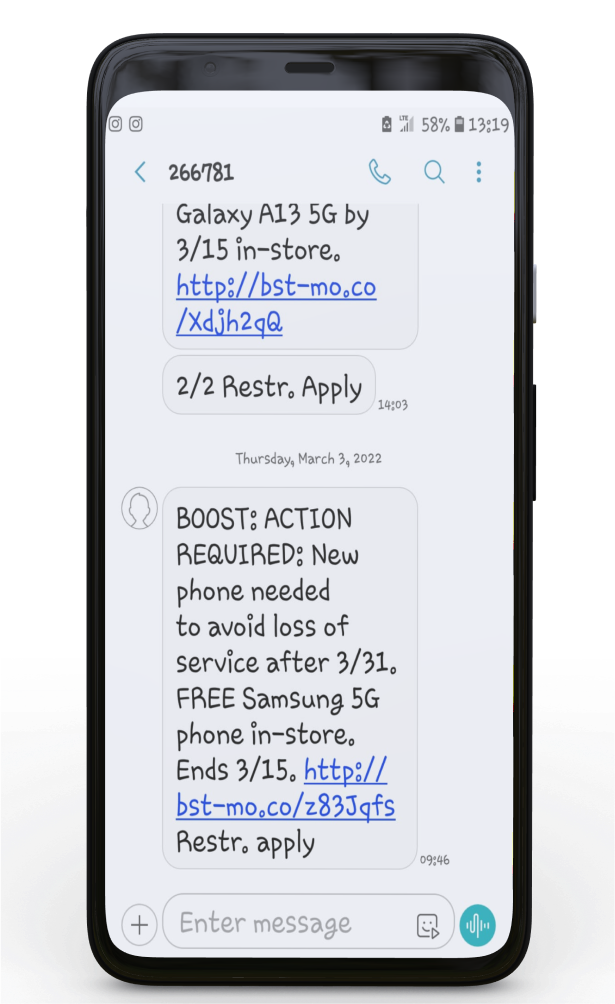 58% 13:19
266781
Galaxy A13 5G by
3/15 in-store.
http://bst-mo.co
/Xdjh2qQ
2/2 Restr. Apply
14:03
Thursday, March 3, 2022
BOOST: ACTION
REQUIRED: New
phone needed
to avoid loss of
service after 3/31.
FREE Samsung 5G
phone in-store.
Ends 3/15. http://
bst-mo.co/z83Jqfs
Restr. apply
09:46
Enter message